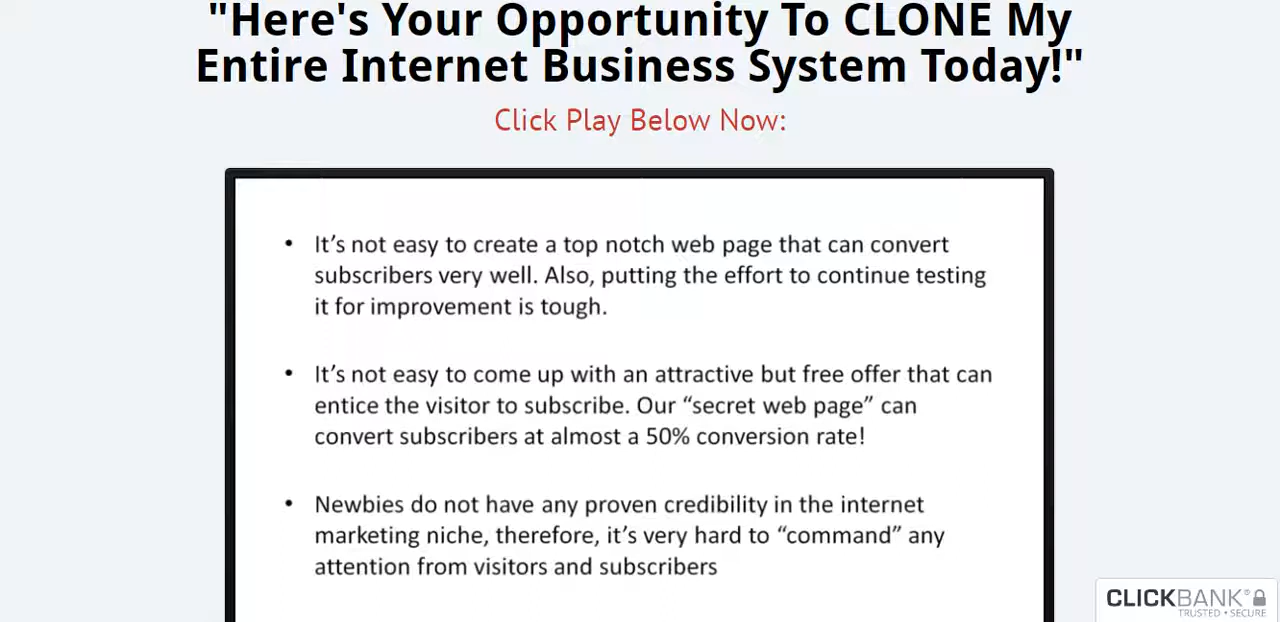 "Here's Your Opportunity To CLONE My
Entire Internet Business System Today!"
Click Play Below Now:
• It’s not easy to create a top notch web page that can convert
subscribers very well. Also, putting the effort to continue testing
it for improvement is tough.
• It’s not easy to come up with an attractive but free offer that can
entice the visitor to subscribe. Our “secret web page” can
convert subscribers at almost a 50% conversion rate!
• Newbies do not have any proven credibility in the internet
marketing niche, therefore, it’s very hard to “command” any
attention from visitors and subscribers
CLICKBANK®
TRUSTED • SECURE